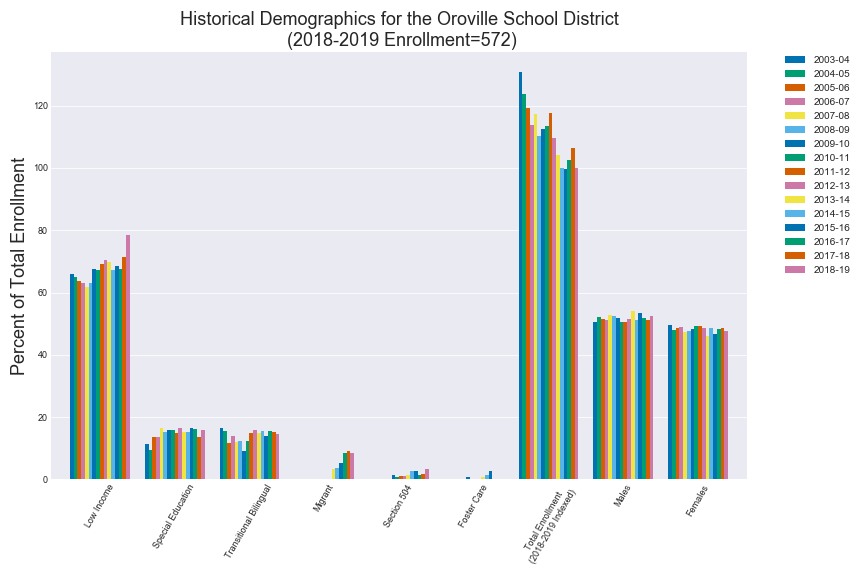 Historical Demographics for the Oroville School District
(2018-2019 Enrollment=572)
Percent of Total Enrollment
120
100
80
60
40
20
0
Low Income
Special Education
Transitional Bilingual
Migrant
Section 504
Foster Care
Total Enrollment
(2018-2019 Indexed)
Males
Females
2003-04
2004-05
2005-06
2006-07
2007-08
2008-09
2009-10
2010-11
2011-12
2012-13
2013-14
2014-15
2015-16
2016-17
2017-18
2018-19